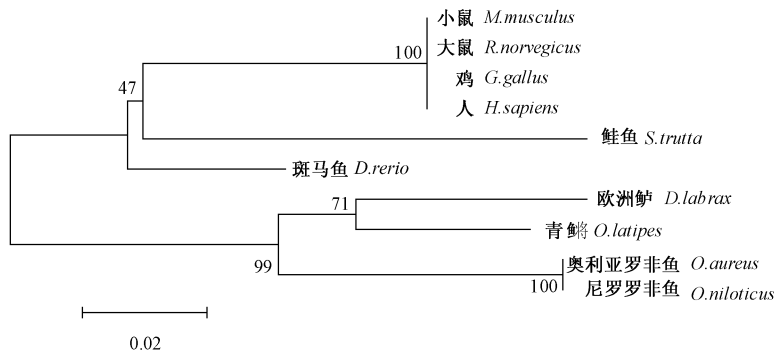 小鼠 M.musculus
100 大鼠 R.norvegicus
鸡 G.gallus
47
人 H.sapiens
鲑鱼 S.trutta
斑马鱼 D.rerio
欧洲鲈 D.labrax
71
青鳉 O.latipes
99 奥利亚罗非鱼 O.aureus
100 尼罗罗非鱼 O.niloticus
0.02